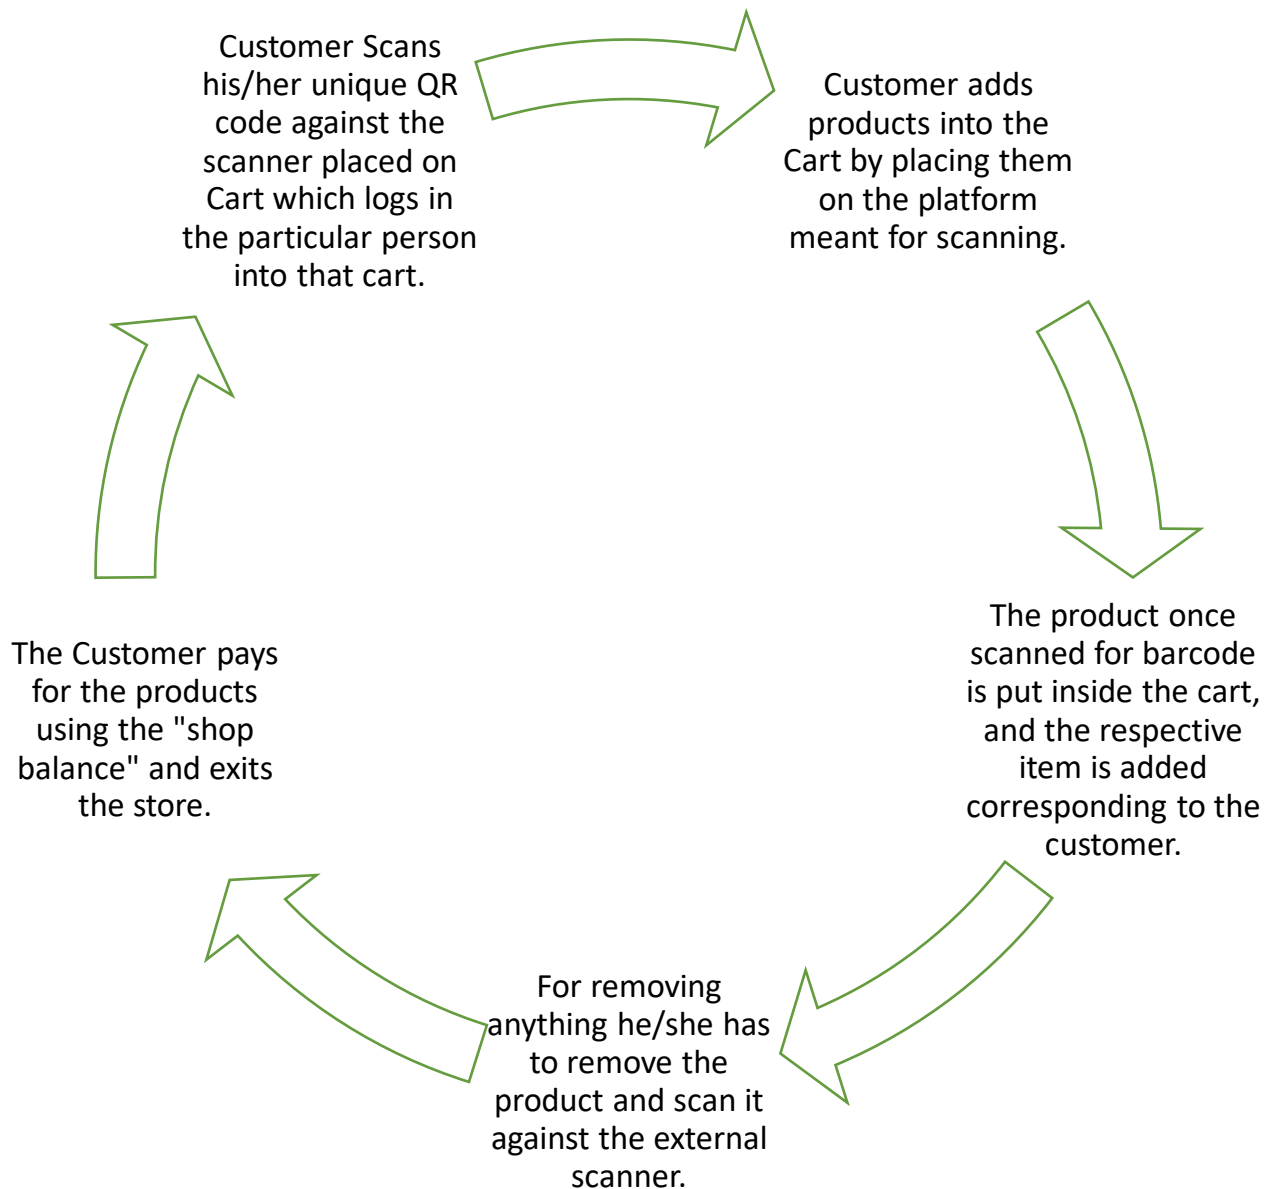 Customer Scans
his/her unique QR
code against the
scanner placed on
Cart which logs in
the particular person
into that cart.
Customer adds
products into the
Cart by placing them
on the platform
meant for scanning.
The product once
scanned for barcode
is put inside the cart,
and the respective
item is added
corresponding to the
customer.
For removing
anything he/she has
to remove the
product and scan it
against the external
scanner.
The Customer pays
for the products
using the "shop
balance" and exits
the store.